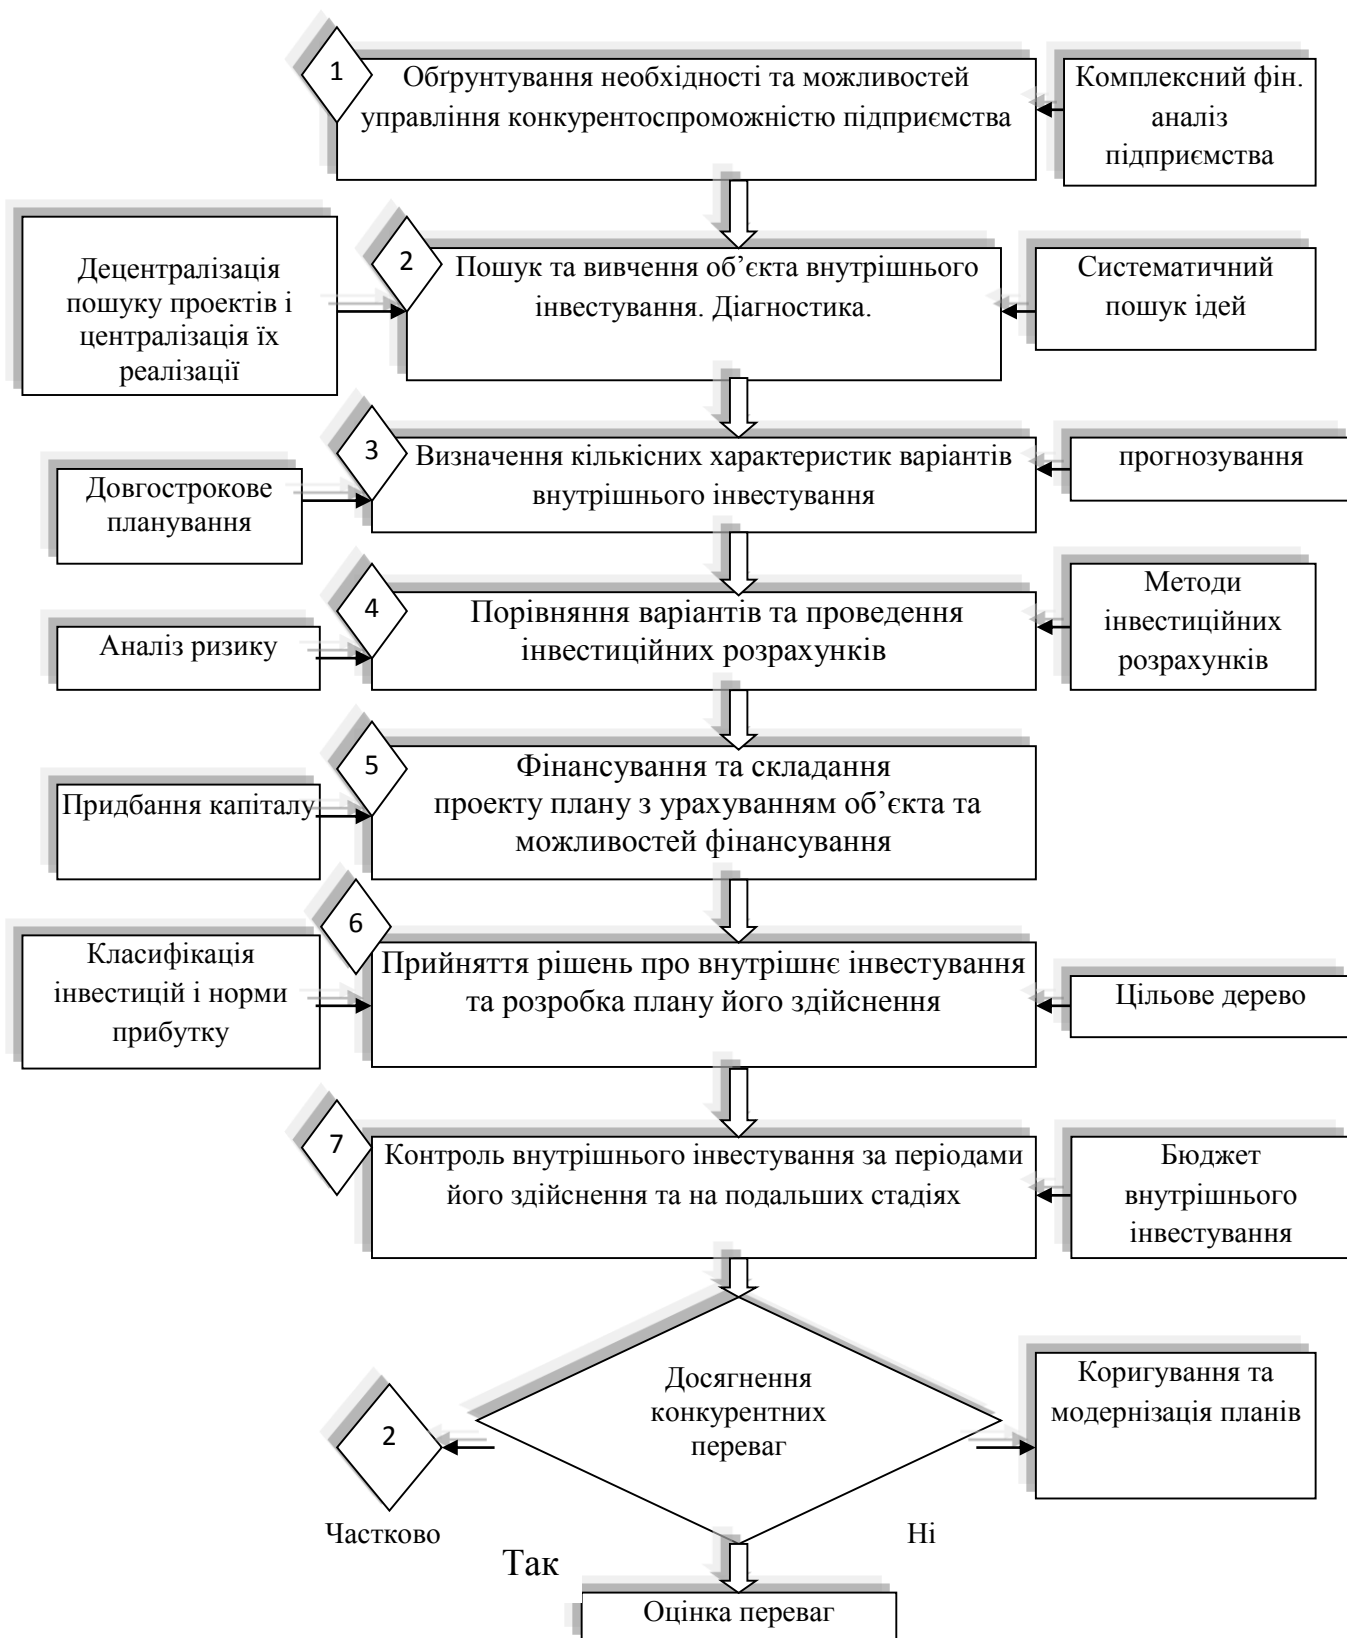 1
Обґрунтування необхідності та можливостей
управління конкурентоспроможністю підприємства
Комплексний фін.
аналіз
підприємства
Децентралізація
пошуку проектів і
централізація їх
реалізації
2
Пошук та вивчення об’єкта внутрішнього
інвестування. Діагностика.
Систематичний
пошук ідей
Довгострокове
планування
3
Визначення кількісних характеристик варіантів
внутрішнього інвестування
прогнозування
Аналіз ризику
4
Порівняння варіантів та проведення
інвестиційних розрахунків
Методи
інвестиційних
розрахунків
Придбання капіталу
5
Фінансування та складання
проекту плану з урахуванням об’єкта та
можливостей фінансування
Класифікація
інвестицій і норми
прибутку
6
Прийняття рішень про внутрішнє інвестування
та розробка плану його здійснення
Цільове дерево
7
Контроль внутрішнього інвестування за періодами
його здійснення та на подальших стадіях
Бюджет
внутрішнього
інвестування
2
Досягнення
конкурентних
переваг
Коригування та
модернізація планів
Частково
Ні
Так
Оцінка переваг